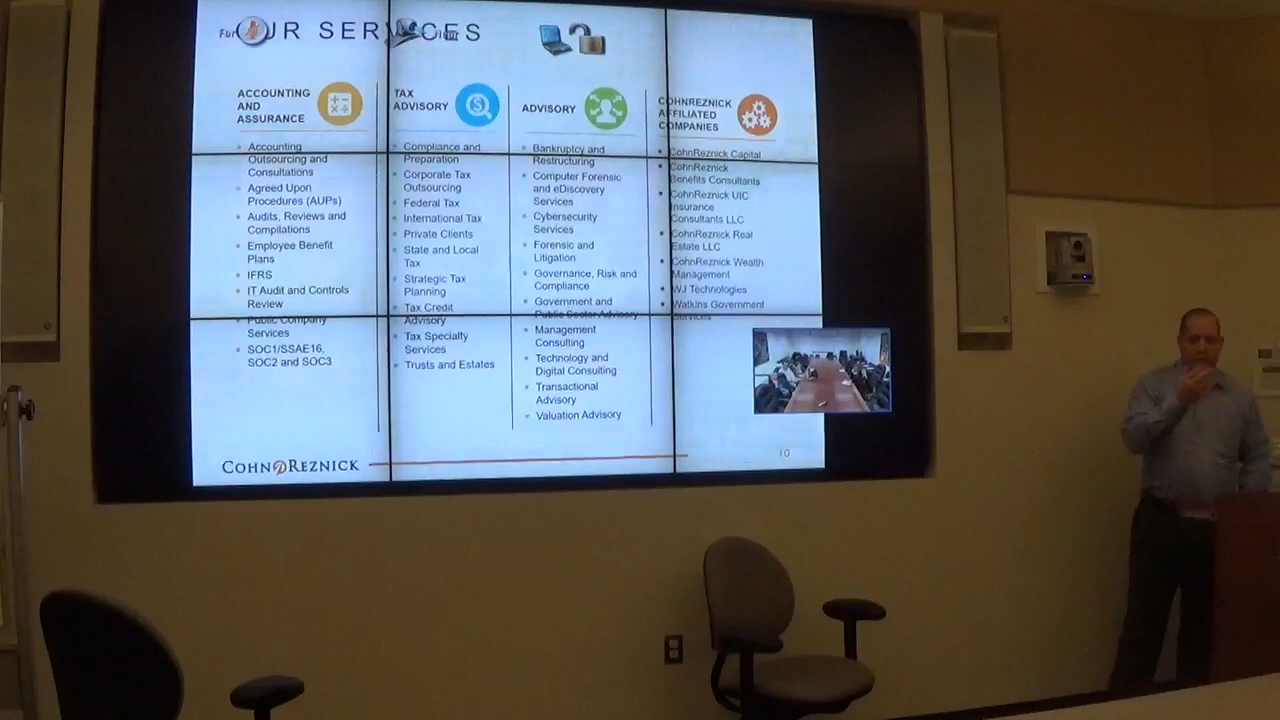 Für OUR SERVICES
ACCOUNTING
AND
ASSURANCE
Accounting
Outsourcing and
Consultations
Agreed Upon
Procedures (AUPs)
Audits, Reviews and
Compilations
Employee Benefit
Plans
IFRS
IT Audit and Controls
Review
Public Company
Services
SOC1/SSAE16,
SOC2 and SOC3
TAX
ADVISORY
Compliance and
Preparation
Corporate Tax
Outsourcing
Federal Tax
International Tax
Private Clients
State and Local
Tax
Strategic Tax
Planning
Tax Credit
Advisory
Tax Specialty
Services
Trusts and Estates
ADVISORY
Bankruptcy and
Restructuring
Computer Forensic
and eDiscovery
Services
Cybersecurity
Services
Forensic and
Litigation
Governance, Risk and
Compliance
Government and
Public Sector Advisory
Management
Consulting
Technology and
Digital Consulting
Transactional
Advisory
Valuation Advisory
COHNREZNICK
AFFILIATED
COMPANIES
CohnReznick Capital
CohnReznick
Benefits Consultants
CohnReznick UIC
Insurance
Consultants LLC
CohnReznick Real
Estate LLC
CohnReznick Wealth
Management
WJ Technologies
Watkins Government
Services
COHN REZNICK
10